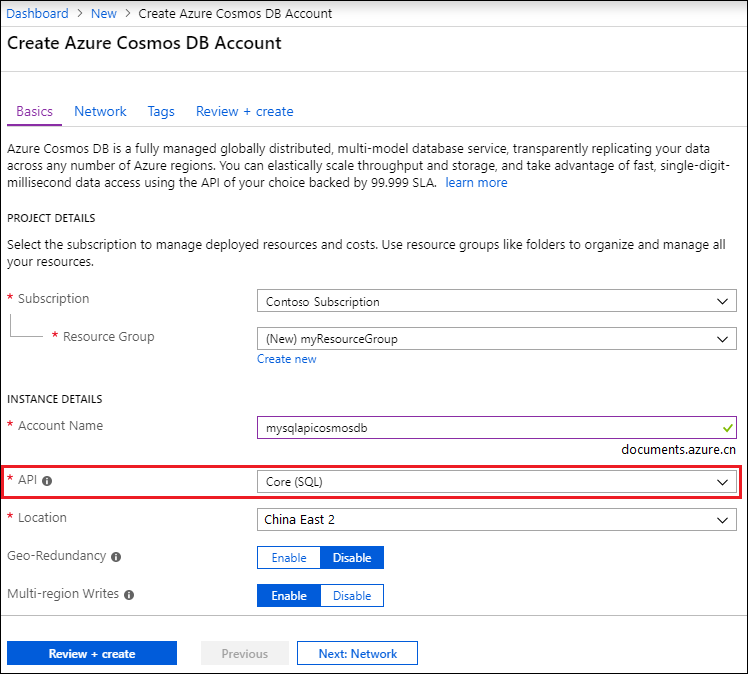 Dashboard > New > Create Azure Cosmos DB Account
Create Azure Cosmos DB Account
Basics Network Tags Review + create
Azure Cosmos DB is a fully managed globally distributed, multi-model database service, transparently replicating your data
across any number of Azure regions. You can elastically scale throughput and storage, and take advantage of fast, single-digit-
millisecond data access using the API of your choice backed by 99.999 SLA. learn more
PROJECT DETAILS
Select the subscription to manage deployed resources and costs. Use resource groups like folders to organize and manage all
your resources.
* Subscription Contoso Subscription
* Resource Group (New) myResourceGroup
Create new
INSTANCE DETAILS
* Account Name mysqlapicosmosdb
documents.azure.cn
* API Core (SQL)
* Location China East 2
Geo-Redundancy Enable Disable
Multi-region Writes Enable Disable
Review + create Previous Next: Network